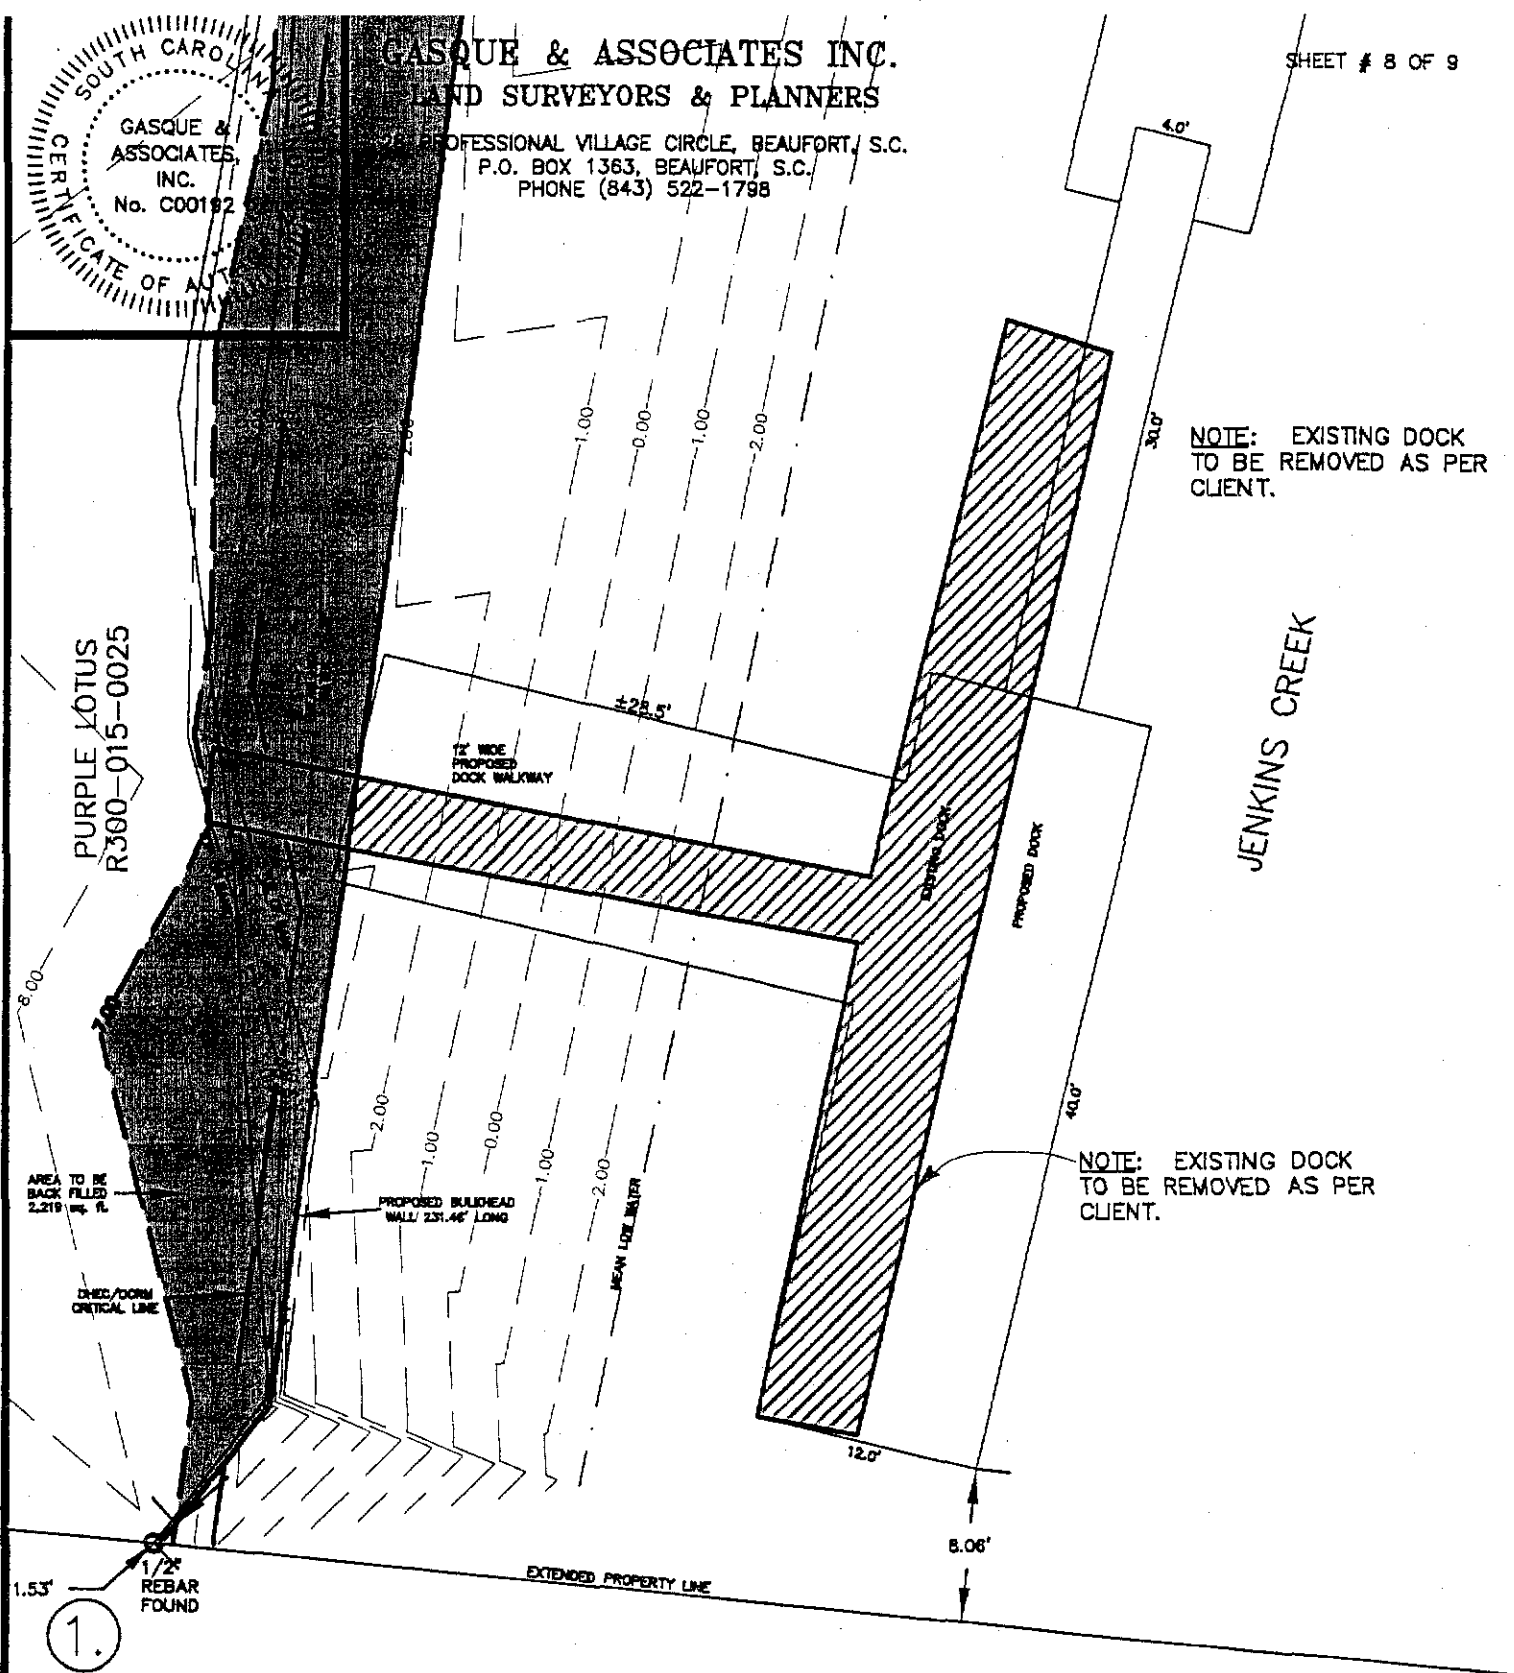 SHEET # 8 OF 9
SOUTH CAROLINA
GASQUE &
ASSOCIATES,
INC.
No. C00192
CERTIFICATE OF AUT
GASQUE & ASSOCIATES INC.
LAND SURVEYORS & PLANNERS
PROFESSIONAL VILLAGE CIRCLE, BEAUFORT, S.C.
P.O. BOX 1363, BEAUFORT, S.C.
PHONE (843) 522-1798
4.0'
30.0'
NOTE: EXISTING DOCK
TO BE REMOVED AS PER
CLIENT.
2.00
1.00
0.00
1.00
2.00
PURPLE LOTUS
R300-015-0025
12' WIDE
PROPOSED
DOCK WALKWAY
EXISTING DOCK
PROPOSED DOCK
JENKINS CREEK
8.00
7.00
2.00
1.00
0.00
1.00
2.00
MEAN LOW WATER
40.0'
NOTE: EXISTING DOCK
TO BE REMOVED AS PER
CLIENT.
AREA TO BE
BACK FILLED
2,219 sq. ft.
PROPOSED BULKHEAD
WALL 231.46' LONG
DHEC/OCRM
CRITICAL LINE
12.0'
8.06'
EXTENDED PROPERTY LINE
1.53'
1/2"
REBAR
FOUND
1.